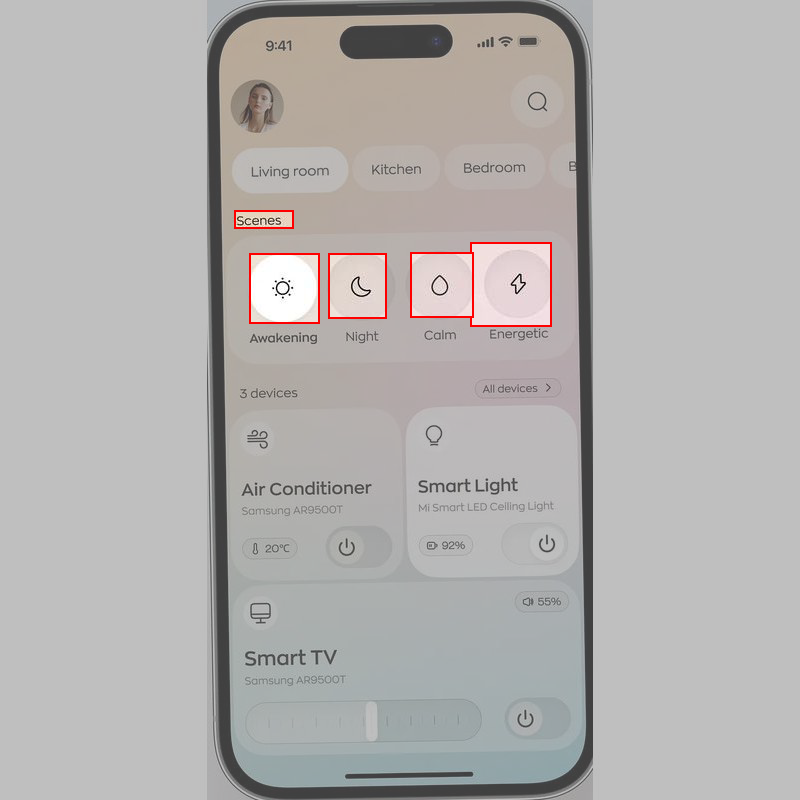 9:41
Living room Kitchen Bedroom B
Scenes
Awakening Night Calm Energetic
3 devices All devices
Air Conditioner
Samsung AR9500T
20°C
Smart Light
Mi Smart LED Ceiling Light
92%
55%
Smart TV
Samsung AR9500T